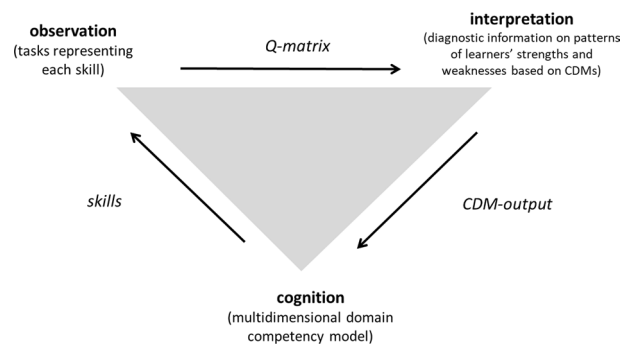 observation
(tasks representing
each skill)
Q-matrix
interpretation
(diagnostic information on patterns
of learners’ strengths and
weaknesses based on CDMs)
skills
CDM-output
cognition
(multidimensional domain
competency model)